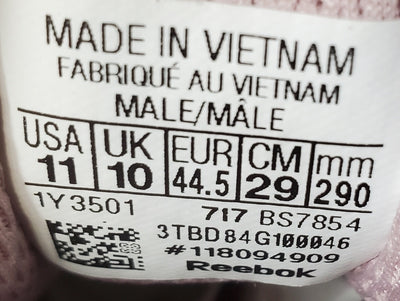 MADE IN VIETNAM
FABRIQUÉ AU VIETNAM
MALE/MÂLE
USA UK EUR CM mm
11 10 44.5 29 290
1Y3501 717 BS7854
3TBD84G100046
#118094909
Reebok